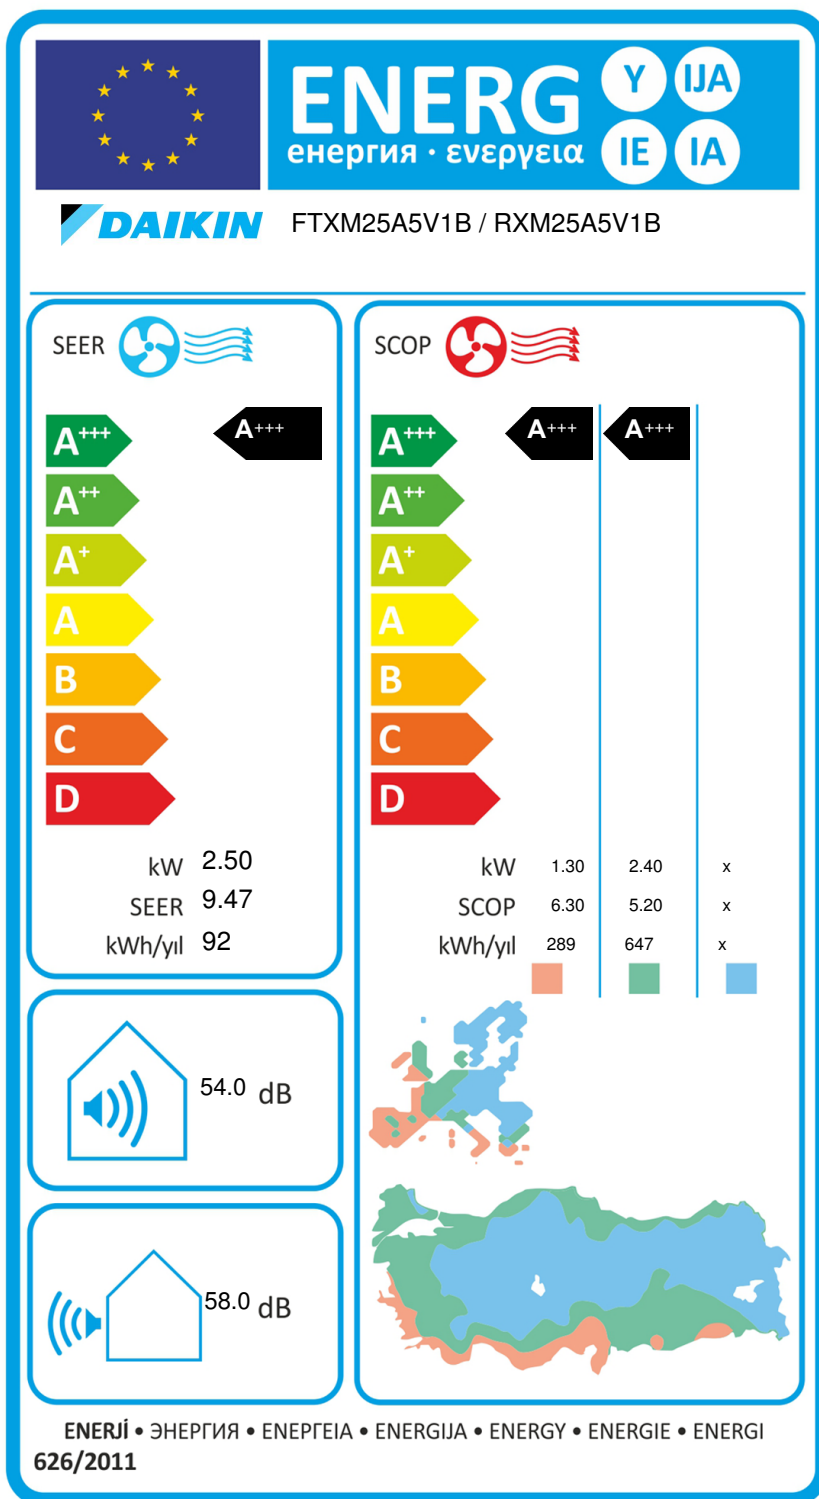 ENERG Y IJA
енергия · ενεργεια IE IA
DAIKIN FTXM25A5V1B / RXM25A5V1B
SEER
A+++ A+++
A++
A+
A
B
C
D
kW 2.50
SEER 9.47
kWh/yıl 92
SCOP
A+++ A+++ A+++
A++
A+
A
B
C
D
kW 1.30 2.40 x
SCOP 6.30 5.20 x
kWh/yıl 289 647 x
54.0 dB
58.0 dB
ENERJİ • ЭНЕРГИЯ • ΕΝΕΡΓΕΙΑ • ENERGIJA • ENERGY • ENERGIE • ENERGI
626/2011